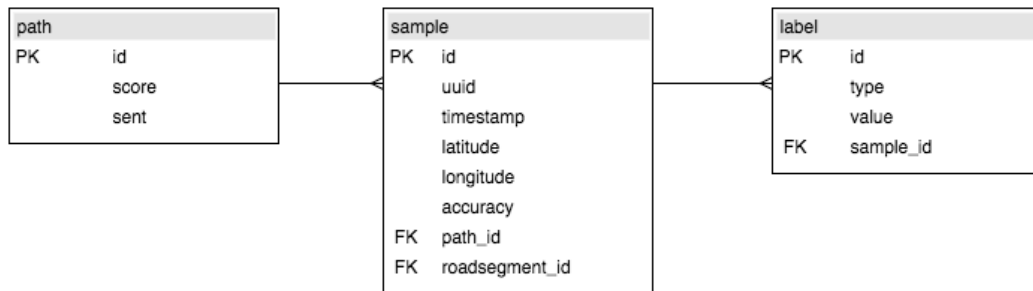 path
PK id
score
sent
sample
PK id
uuid
timestamp
latitude
longitude
accuracy
FK path_id
FK roadsegment_id
label
PK id
type
value
FK sample_id